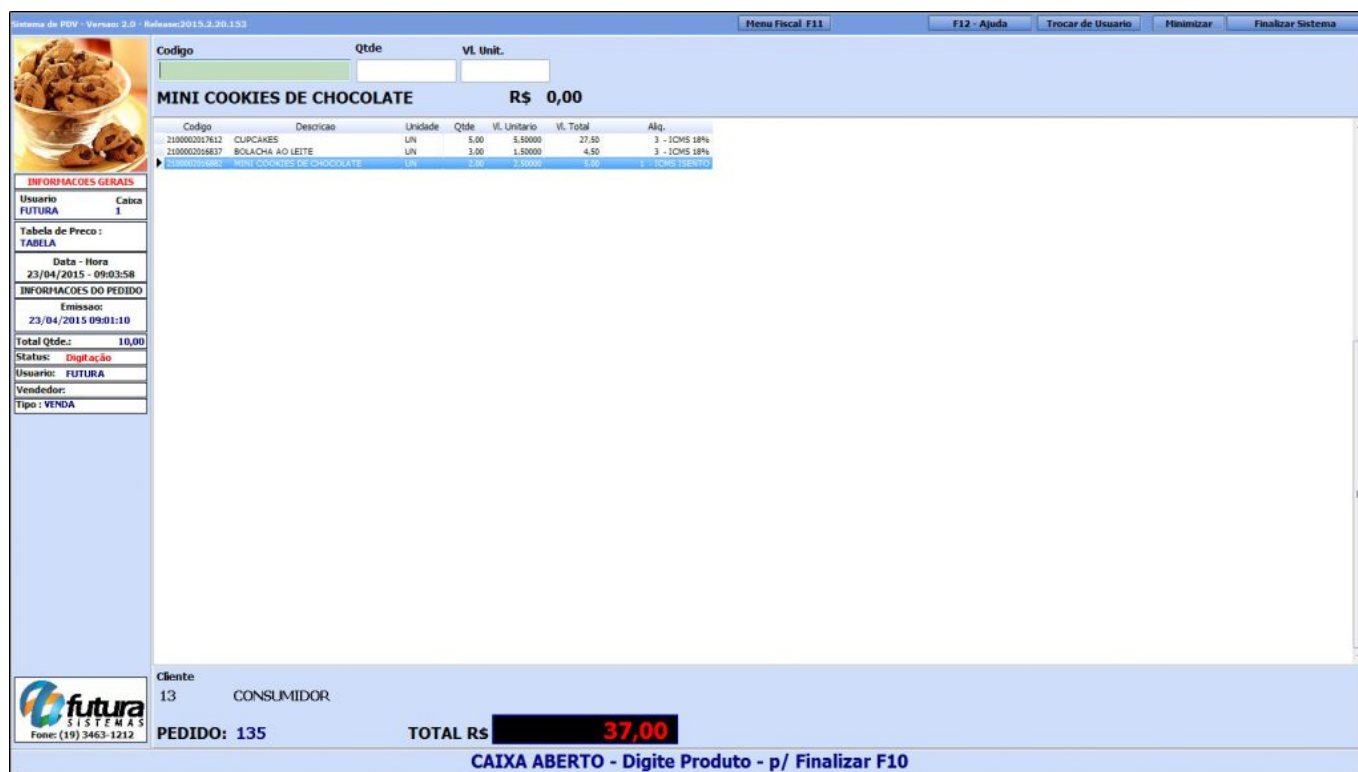 Sistema de PDV - Versao: 2.0 - Release:2015.2.20.153
Menu Fiscal F11
F12 - Ajuda
Trocar de Usuario
Minimizar
Finalizar Sistema
Codigo Qtde Vl. Unit.
MINI COOKIES DE CHOCOLATE R$ 0,00
Codigo Descricao Unidade Qtde Vl. Unitario Vl. Total Aliq.
2100002017612 CUPCAKES UN 5,00 5,50000 27,50 3 - ICMS 18%
2100002016837 BOLACHA AO LEITE UN 3,00 1,50000 4,50 3 - ICMS 18%
2100002016882 MINI COOKIES DE CHOCOLATE UN 2,00 2,50000 5,00 1 - ICMS ISENTO
INFORMACOES GERAIS
Usuario Caixa
FUTURA 1
Tabela de Preco :
TABELA
Data - Hora
23/04/2015 - 09:03:58
INFORMACOES DO PEDIDO
Emissao:
23/04/2015 09:01:10
Total Qtde.: 10,00
Status: Digitação
Usuario: FUTURA
Vendedor:
Tipo : VENDA
futura
SISTEMAS
Fone: (19) 3463-1212
Cliente
13 CONSUMIDOR
PEDIDO: 135 TOTAL R$ 37,00
CAIXA ABERTO - Digite Produto - p/ Finalizar F10